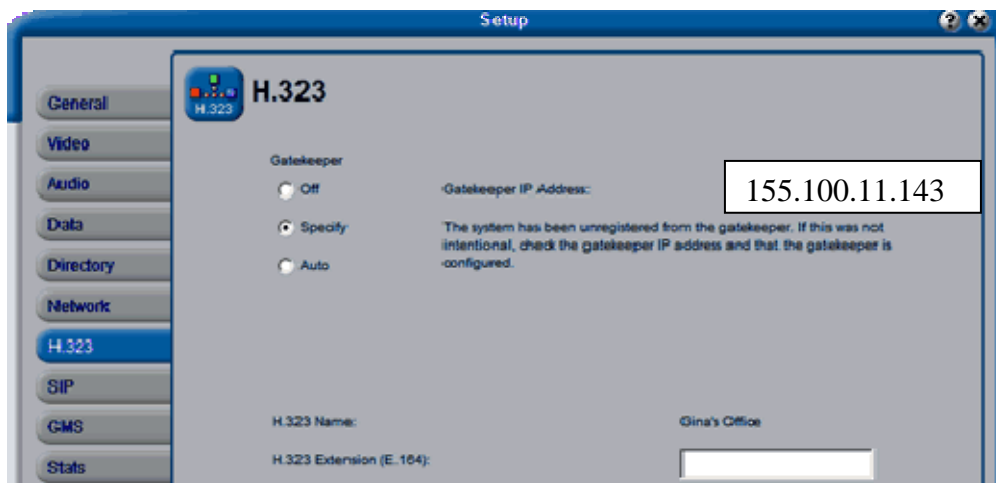 Setup
General
Video
Audio
Data
Directory
Network
H.323
SIP
GMS
Stats
H.323
H.323
Gatekeeper
Off
Specify
Auto
Gatekeeper IP Address:
155.100.11.143
The system has been unregistered from the gatekeeper. If this was not
intentional, check the gatekeeper IP address and that the gatekeeper is
configured.
H.323 Name:
Gina's Office
H.323 Extension (E.164):